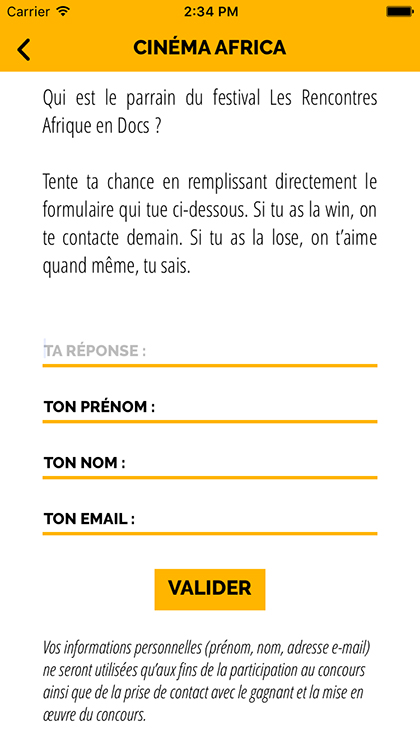 Carrier 2:34 PM
CINÉMA AFRICA
Qui est le parrain du festival Les Rencontres
Afrique en Docs ?
Tente ta chance en remplissant directement le
formulaire qui tue ci-dessous. Si tu as la win, on
te contacte demain. Si tu as la lose, on t’aime
quand même, tu sais.
TA RÉPONSE :
TON PRÉNOM :
TON NOM :
TON EMAIL :
VALIDER
Vos informations personnelles (prénom, nom, adresse e-mail)
ne seront utilisées qu’aux fins de la participation au concours
ainsi que de la prise de contact avec le gagnant et la mise en
œuvre du concours.